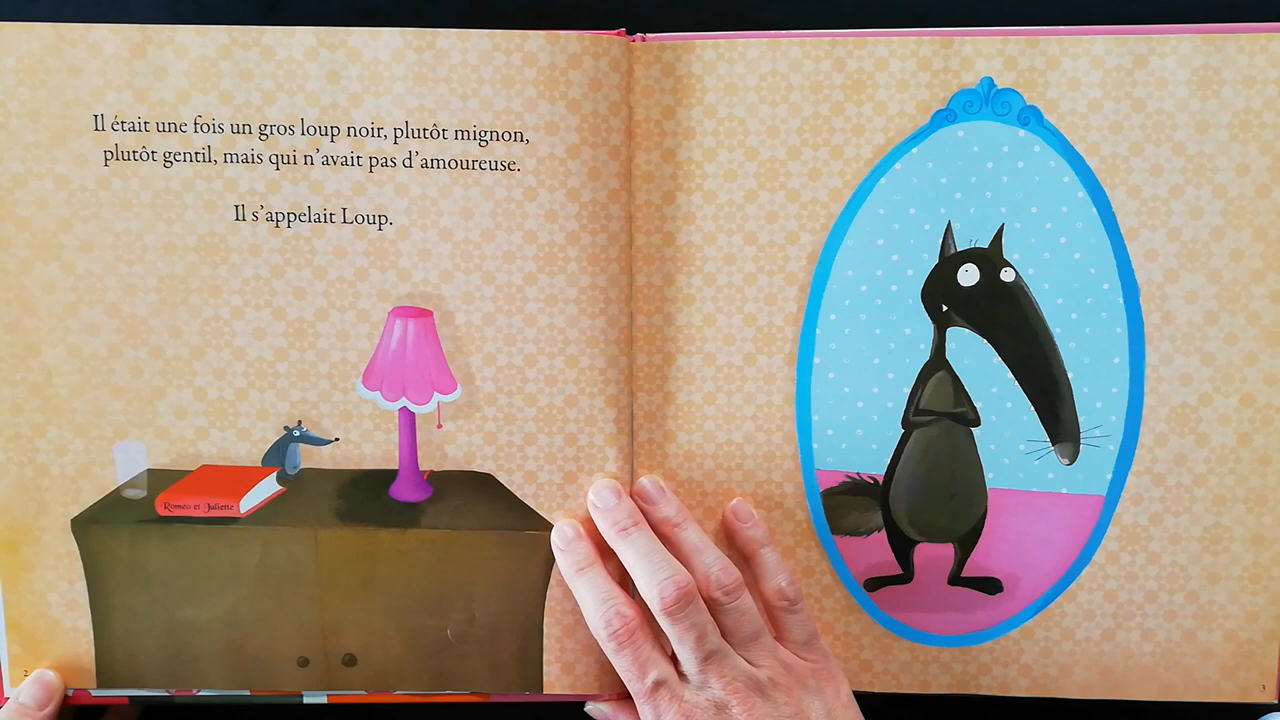 Il était une fois un gros loup noir, plutôt mignon,
plutôt gentil, mais qui n'avait pas d'amoureuse.
Il s'appelait Loup.
Roméo et Juliette
2
3